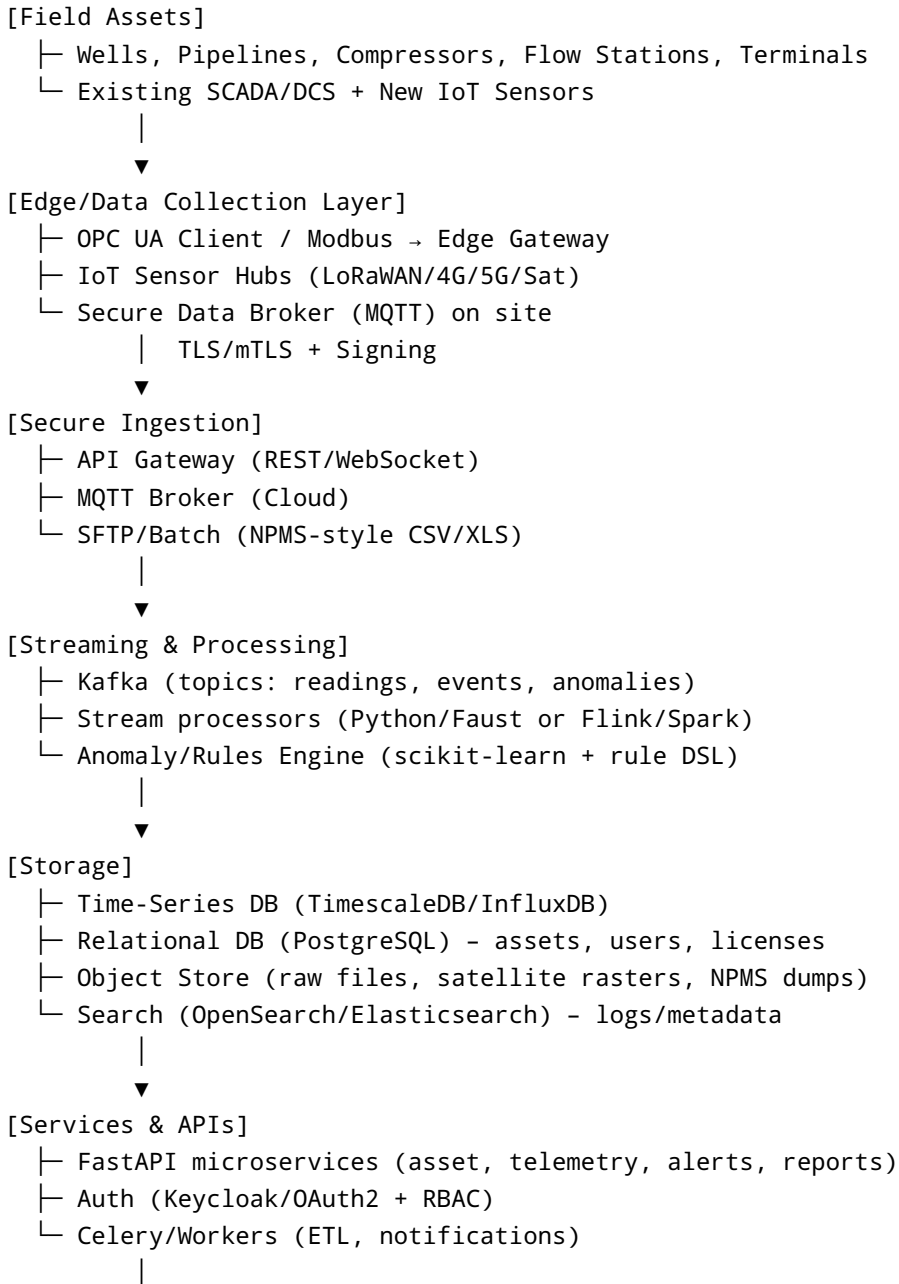 [Field Assets]
├─ Wells, Pipelines, Compressors, Flow Stations, Terminals
└─ Existing SCADA/DCS + New IoT Sensors
│
▼
[Edge/Data Collection Layer]
├─ OPC UA Client / Modbus → Edge Gateway
├─ IoT Sensor Hubs (LoRaWAN/4G/5G/Sat)
└─ Secure Data Broker (MQTT) on site
│ TLS/mTLS + Signing
▼
[Secure Ingestion]
├─ API Gateway (REST/WebSocket)
├─ MQTT Broker (Cloud)
└─ SFTP/Batch (NPMS-style CSV/XLS)
│
▼
[Streaming & Processing]
├─ Kafka (topics: readings, events, anomalies)
├─ Stream processors (Python/Faust or Flink/Spark)
└─ Anomaly/Rules Engine (scikit-learn + rule DSL)
│
▼
[Storage]
├─ Time-Series DB (TimescaleDB/InfluxDB)
├─ Relational DB (PostgreSQL) – assets, users, licenses
├─ Object Store (raw files, satellite rasters, NPMS dumps)
└─ Search (OpenSearch/Elasticsearch) – logs/metadata
│
▼
[Services & APIs]
├─ FastAPI microservices (asset, telemetry, alerts, reports)
├─ Auth (Keycloak/OAuth2 + RBAC)
└─ Celery/Workers (ETL, notifications)
│